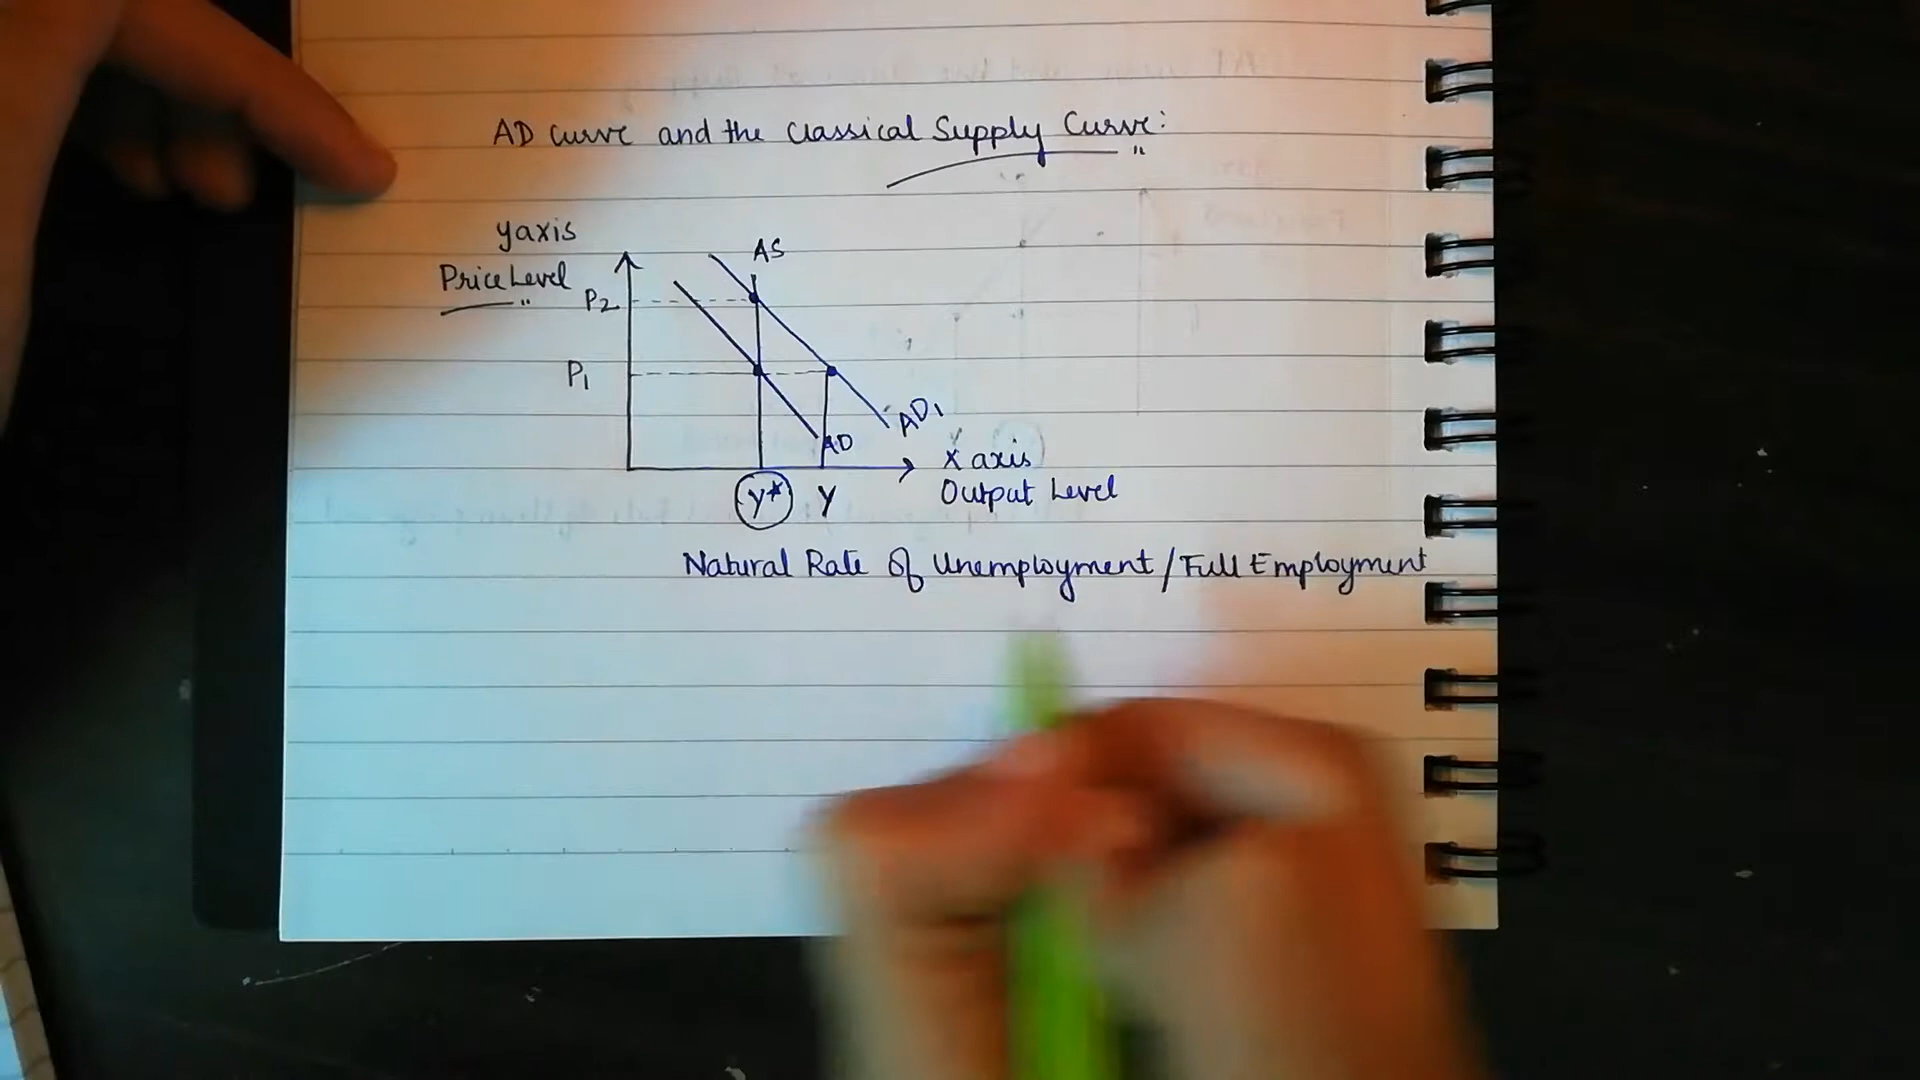 AD curve and the classical Supply Curve:
yaxis
Price Level
AS
P2
P1
AD1
AD
X axis
Y* Y
Output Level
Natural Rate Of Unemployment/Full Employment